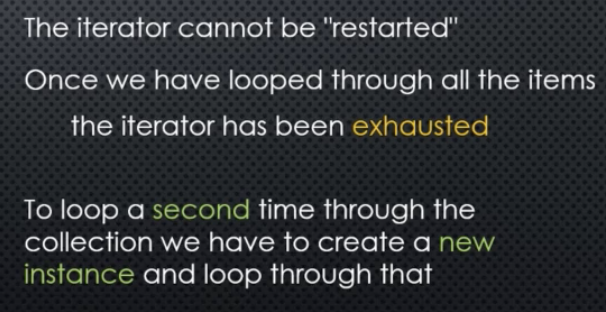 The iterator cannot be "restarted"
Once we have looped through all the items
the iterator has been exhausted
To loop a second time through the
collection we have to create a new
instance and loop through that